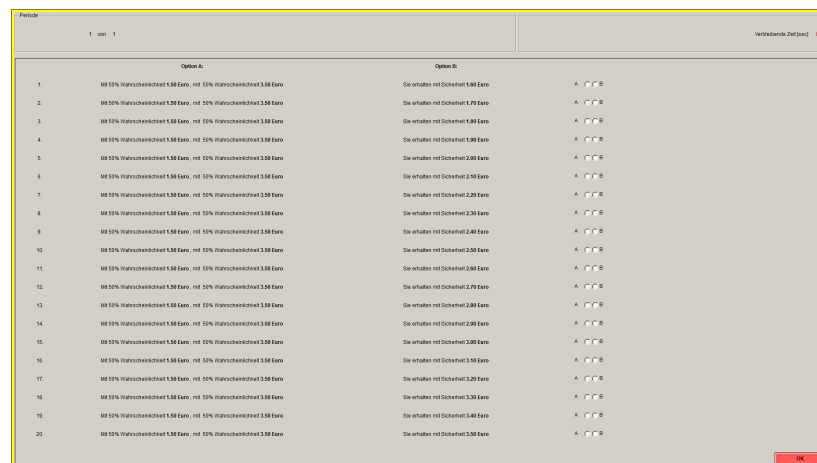 Periode
1 von 1
Verbleibende Zeit [sec]:
Option A: Option B:
1. Mit 50% Wahrscheinlichkeit 1.50 Euro , mit 50% Wahrscheinlichkeit 3.50 Euro Sie erhalten mit Sicherheit 1.60 Euro A B
2. Mit 50% Wahrscheinlichkeit 1.50 Euro , mit 50% Wahrscheinlichkeit 3.50 Euro Sie erhalten mit Sicherheit 1.70 Euro A B
3. Mit 50% Wahrscheinlichkeit 1.50 Euro , mit 50% Wahrscheinlichkeit 3.50 Euro Sie erhalten mit Sicherheit 1.80 Euro A B
4. Mit 50% Wahrscheinlichkeit 1.50 Euro , mit 50% Wahrscheinlichkeit 3.50 Euro Sie erhalten mit Sicherheit 1.90 Euro A B
5. Mit 50% Wahrscheinlichkeit 1.50 Euro , mit 50% Wahrscheinlichkeit 3.50 Euro Sie erhalten mit Sicherheit 2.00 Euro A B
6. Mit 50% Wahrscheinlichkeit 1.50 Euro , mit 50% Wahrscheinlichkeit 3.50 Euro Sie erhalten mit Sicherheit 2.10 Euro A B
7. Mit 50% Wahrscheinlichkeit 1.50 Euro , mit 50% Wahrscheinlichkeit 3.50 Euro Sie erhalten mit Sicherheit 2.20 Euro A B
8. Mit 50% Wahrscheinlichkeit 1.50 Euro , mit 50% Wahrscheinlichkeit 3.50 Euro Sie erhalten mit Sicherheit 2.30 Euro A B
9. Mit 50% Wahrscheinlichkeit 1.50 Euro , mit 50% Wahrscheinlichkeit 3.50 Euro Sie erhalten mit Sicherheit 2.40 Euro A B
10. Mit 50% Wahrscheinlichkeit 1.50 Euro , mit 50% Wahrscheinlichkeit 3.50 Euro Sie erhalten mit Sicherheit 2.50 Euro A B
11. Mit 50% Wahrscheinlichkeit 1.50 Euro , mit 50% Wahrscheinlichkeit 3.50 Euro Sie erhalten mit Sicherheit 2.60 Euro A B
12. Mit 50% Wahrscheinlichkeit 1.50 Euro , mit 50% Wahrscheinlichkeit 3.50 Euro Sie erhalten mit Sicherheit 2.70 Euro A B
13. Mit 50% Wahrscheinlichkeit 1.50 Euro , mit 50% Wahrscheinlichkeit 3.50 Euro Sie erhalten mit Sicherheit 2.80 Euro A B
14. Mit 50% Wahrscheinlichkeit 1.50 Euro , mit 50% Wahrscheinlichkeit 3.50 Euro Sie erhalten mit Sicherheit 2.90 Euro A B
15. Mit 50% Wahrscheinlichkeit 1.50 Euro , mit 50% Wahrscheinlichkeit 3.50 Euro Sie erhalten mit Sicherheit 3.00 Euro A B
16. Mit 50% Wahrscheinlichkeit 1.50 Euro , mit 50% Wahrscheinlichkeit 3.50 Euro Sie erhalten mit Sicherheit 3.10 Euro A B
17. Mit 50% Wahrscheinlichkeit 1.50 Euro , mit 50% Wahrscheinlichkeit 3.50 Euro Sie erhalten mit Sicherheit 3.20 Euro A B
18. Mit 50% Wahrscheinlichkeit 1.50 Euro , mit 50% Wahrscheinlichkeit 3.50 Euro Sie erhalten mit Sicherheit 3.30 Euro A B
19. Mit 50% Wahrscheinlichkeit 1.50 Euro , mit 50% Wahrscheinlichkeit 3.50 Euro Sie erhalten mit Sicherheit 3.40 Euro A B
20. Mit 50% Wahrscheinlichkeit 1.50 Euro , mit 50% Wahrscheinlichkeit 3.50 Euro Sie erhalten mit Sicherheit 3.50 Euro A B
OK